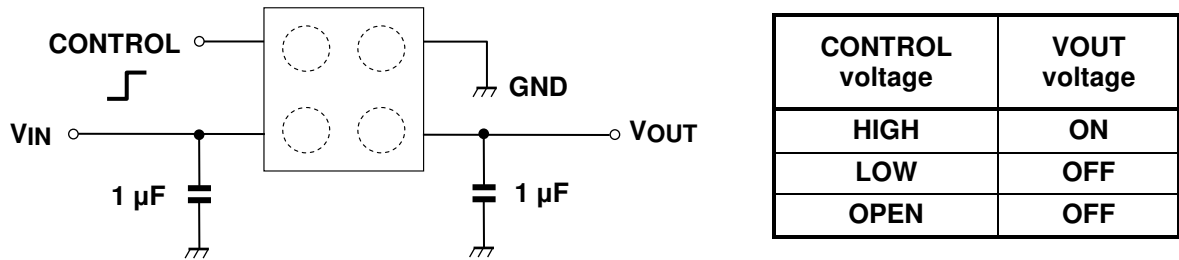 CONTROL
GND
VIN
VOUT
1 µF
1 µF
CONTROL voltage VOUT voltage
HIGH ON
LOW OFF
OPEN OFF